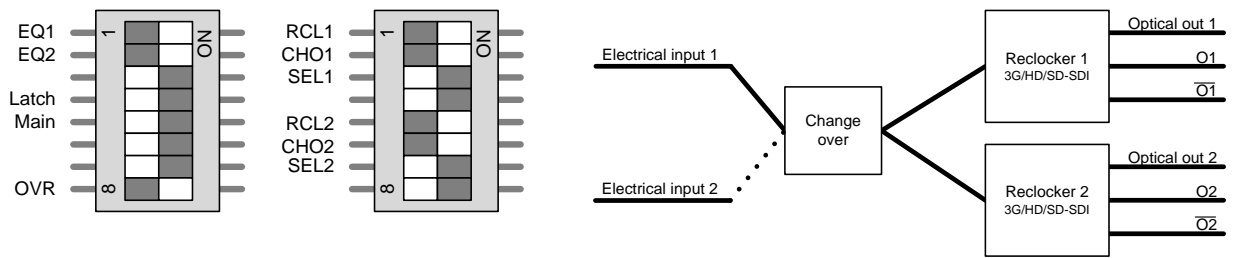 EQ1
EQ2
Latch
Main
OVR
1
8
ON
RCL1
CHO1
SEL1
RCL2
CHO2
SEL2
1
8
ON
Electrical input 1
Electrical input 2
Change
over
Reclocker 1
3G/HD/SD-SDI
Optical out 1
O1
O̅1̅
Reclocker 2
3G/HD/SD-SDI
Optical out 2
O2
O̅2̅